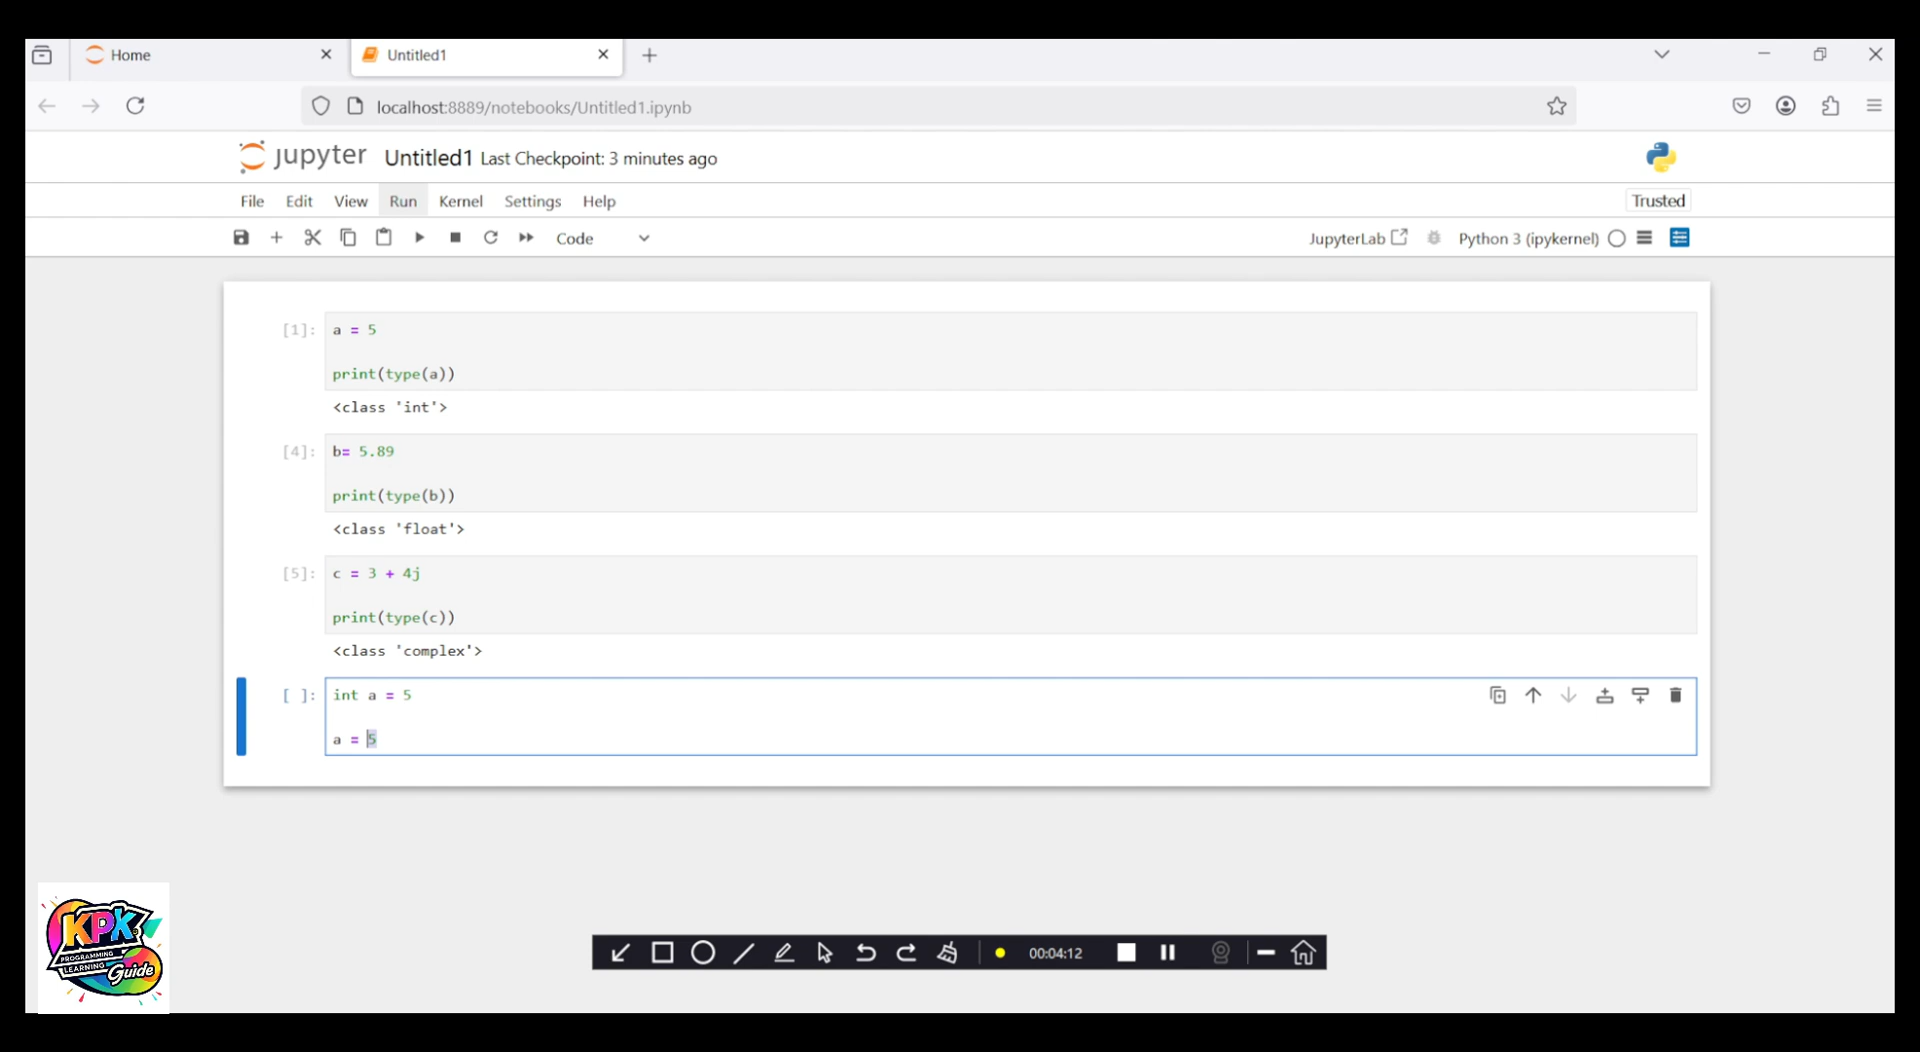 Home
Untitled1
localhost:8889/notebooks/Untitled1.ipynb
jupyter Untitled1 Last Checkpoint: 3 minutes ago
File Edit View Run Kernel Settings Help
Trusted
Code
JupyterLab
Python 3 (ipykernel)
[1]: a = 5
print(type(a))
<class 'int'>
[4]: b= 5.89
print(type(b))
<class 'float'>
[5]: c = 3 + 4j
print(type(c))
<class 'complex'>
[ ]: int a = 5
a = 5
KPK
PROGRAMMING
LEARNING
Guide
00:04:12